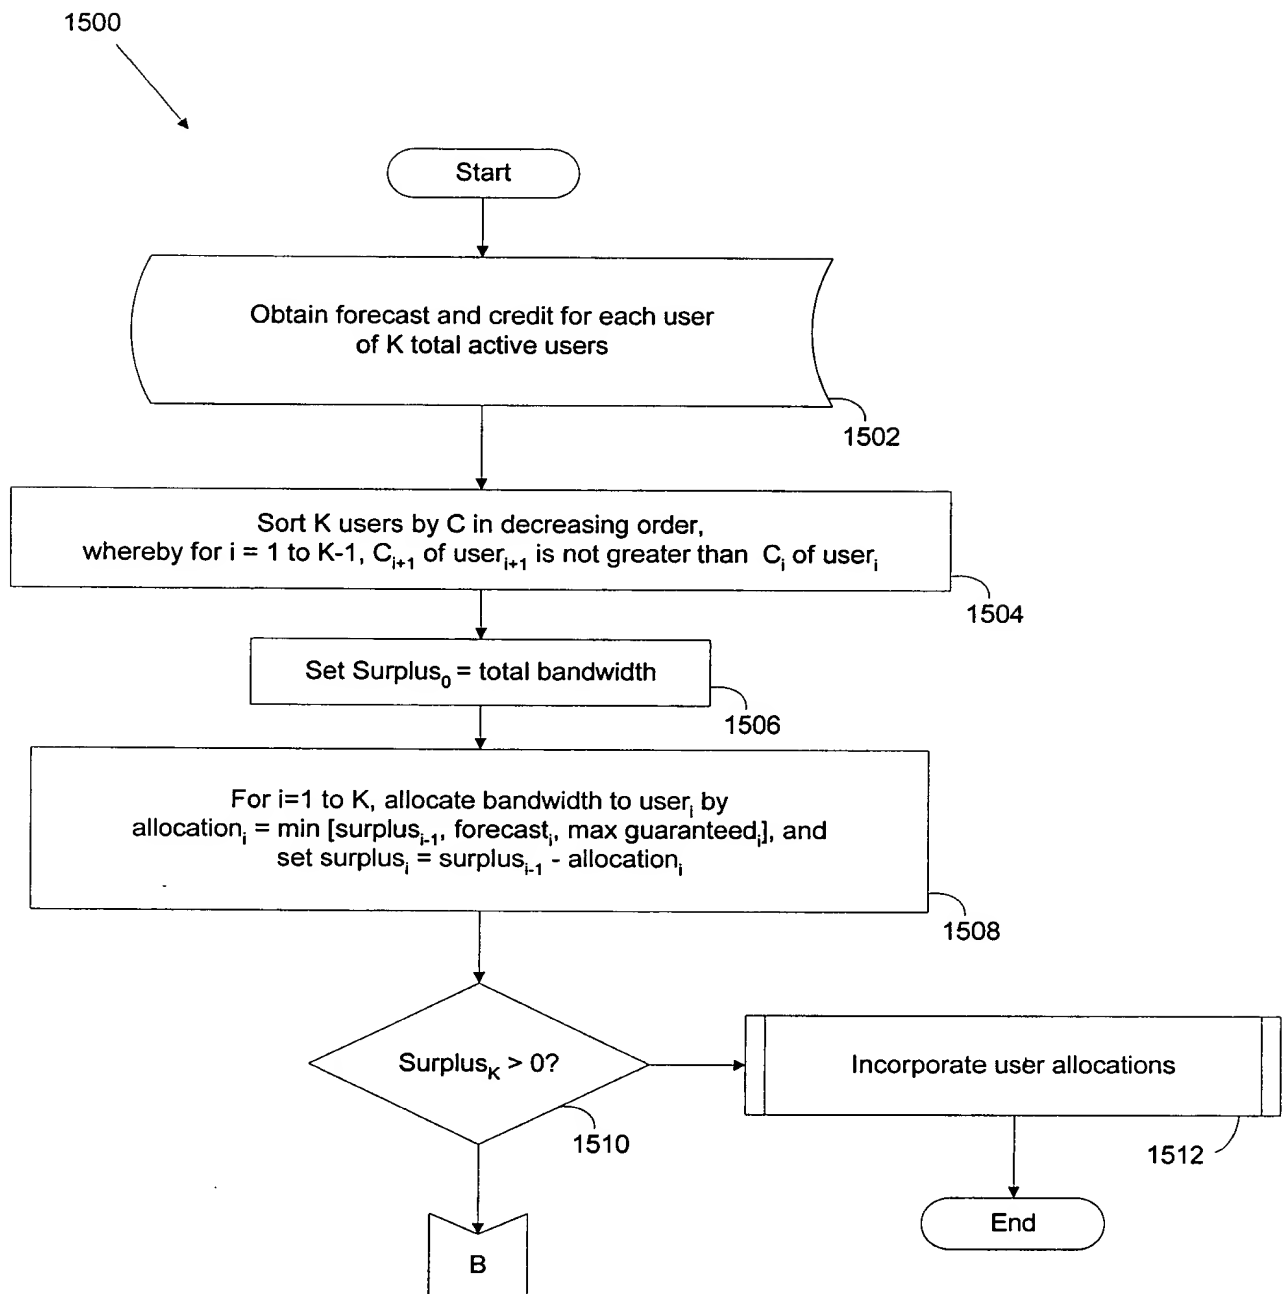 1500
Start
Obtain forecast and credit for each user
of K total active users
1502
Sort K users by C in decreasing order,
whereby for i = 1 to K-1, Cᵢ₊₁ of userᵢ₊₁ is not greater than Cᵢ of userᵢ
1504
Set Surplus₀ = total bandwidth
1506
For i=1 to K, allocate bandwidth to userᵢ by
allocationᵢ = min [surplusᵢ₋₁, forecastᵢ, max guaranteedᵢ], and
set surplusᵢ = surplusᵢ₋₁ - allocationᵢ
1508
Surplus_K > 0?
1510
Incorporate user allocations
1512
End
B